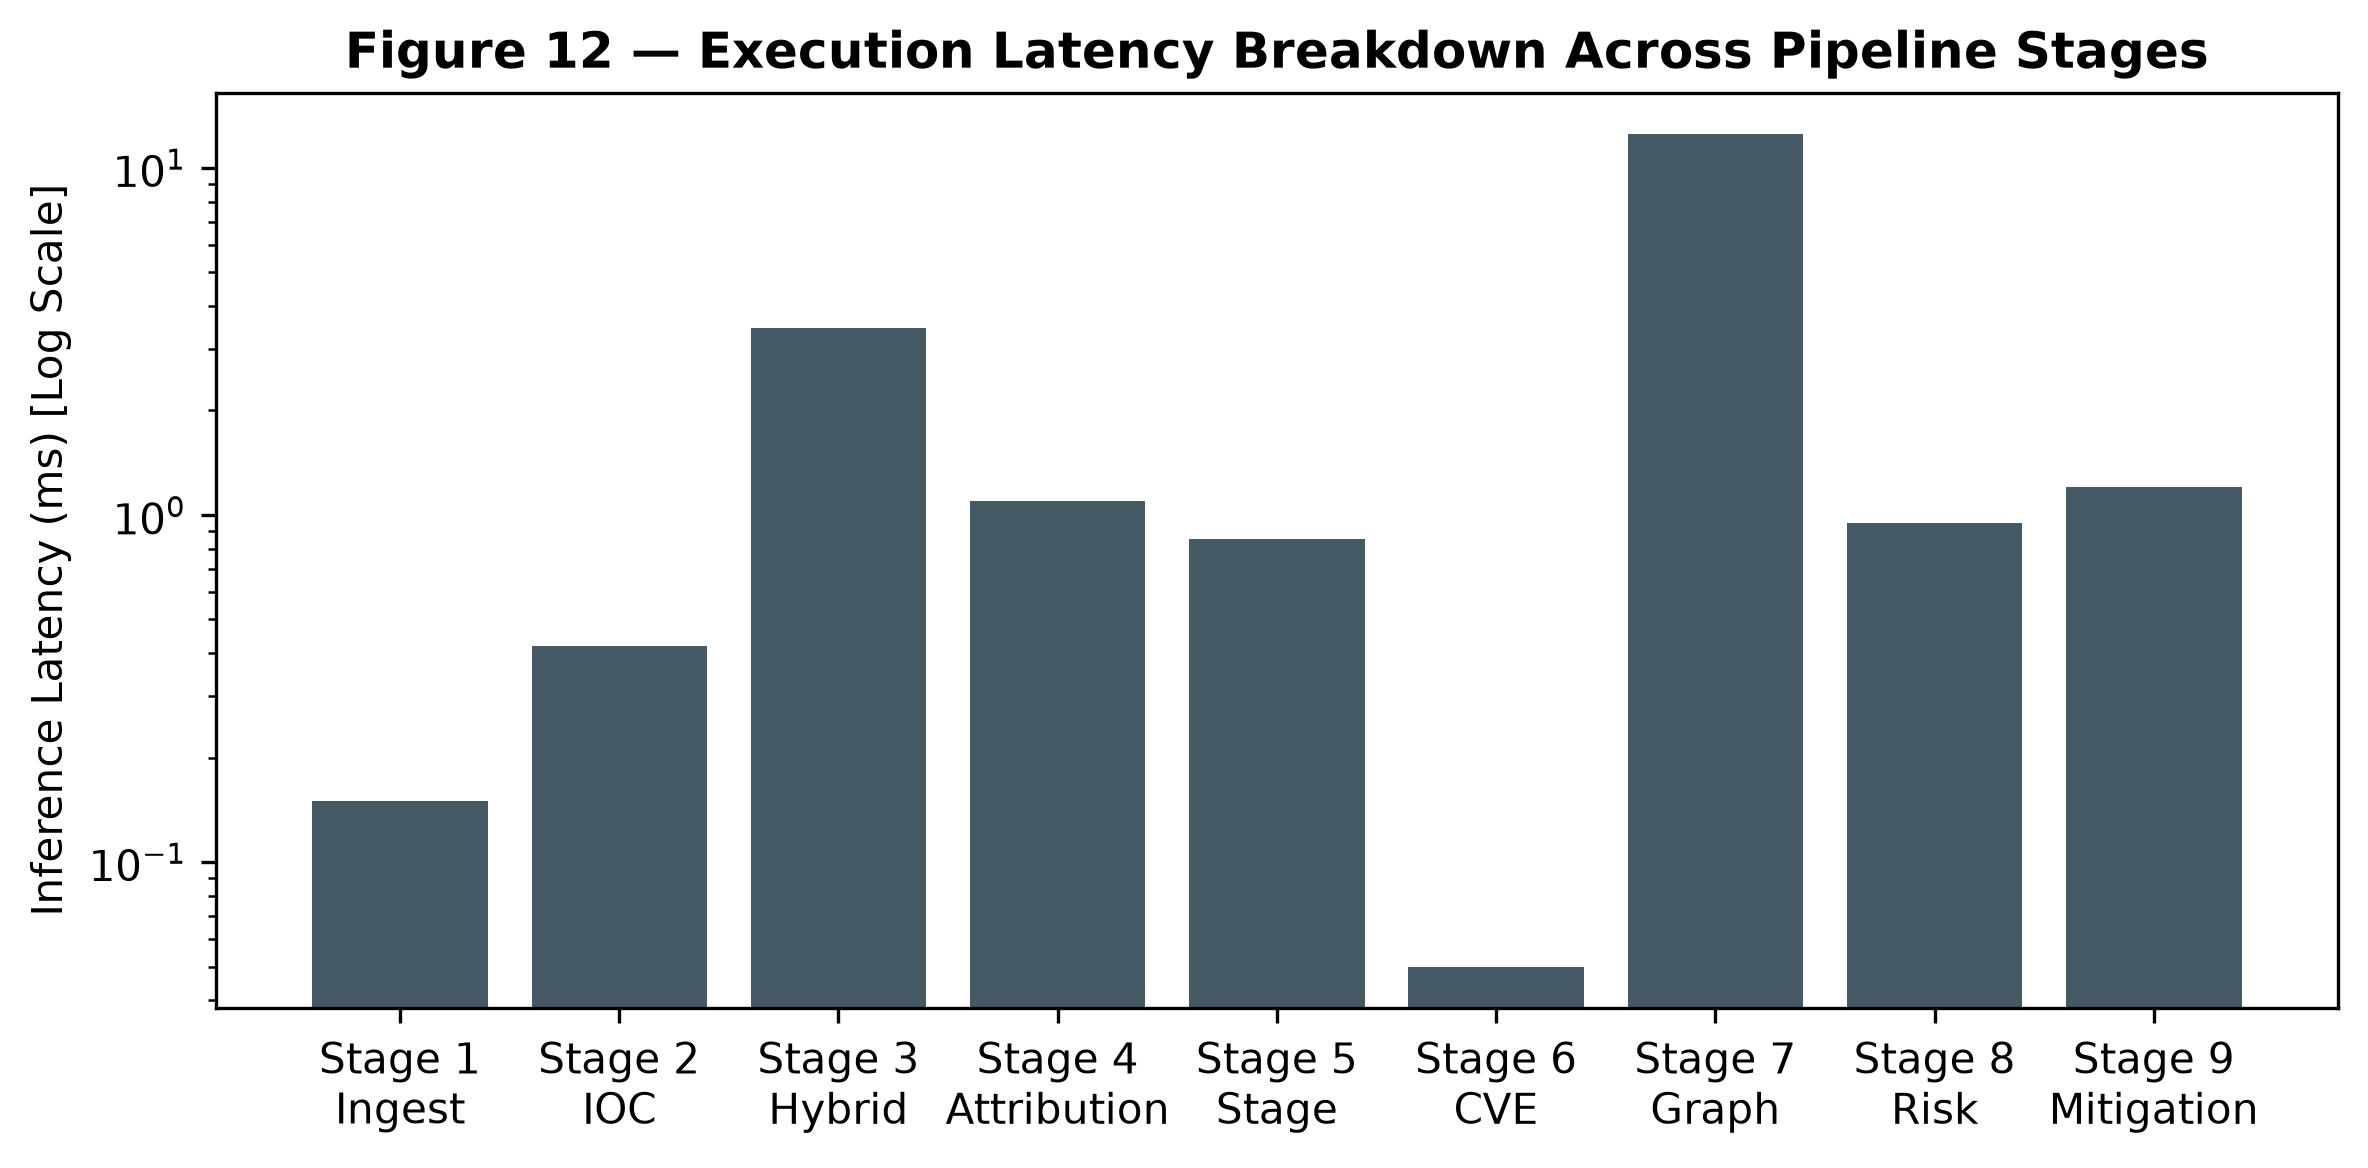 Figure 12 — Execution Latency Breakdown Across Pipeline Stages
Inference Latency (ms) [Log Scale]
10¹
10⁰
10⁻¹
Stage 1
Ingest
Stage 2
IOC
Stage 3
Hybrid
Stage 4
Attribution
Stage 5
Stage
Stage 6
CVE
Stage 7
Graph
Stage 8
Risk
Stage 9
Mitigation